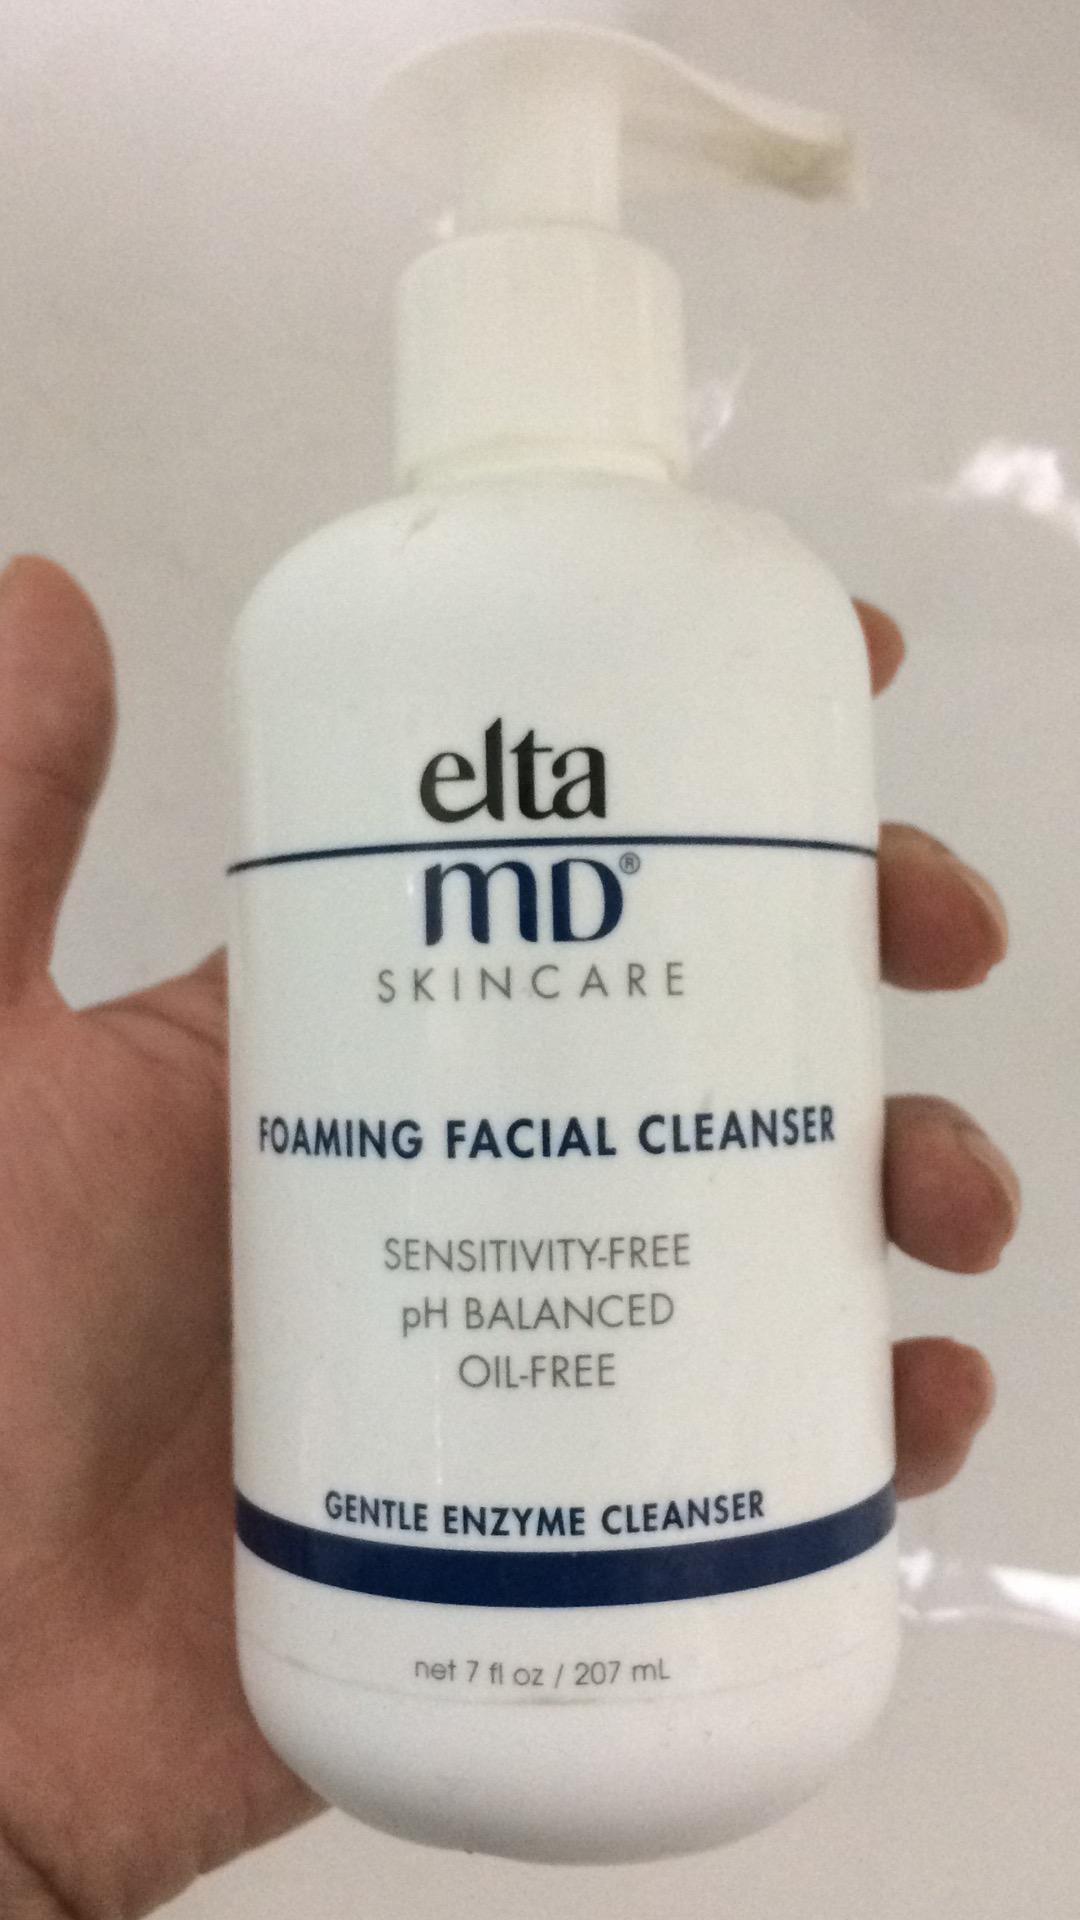 elta
MD®
SKINCARE
FOAMING FACIAL CLEANSER
SENSITIVITY-FREE
pH BALANCED
OIL-FREE
GENTLE ENZYME CLEANSER
net 7 fl oz / 207 mL